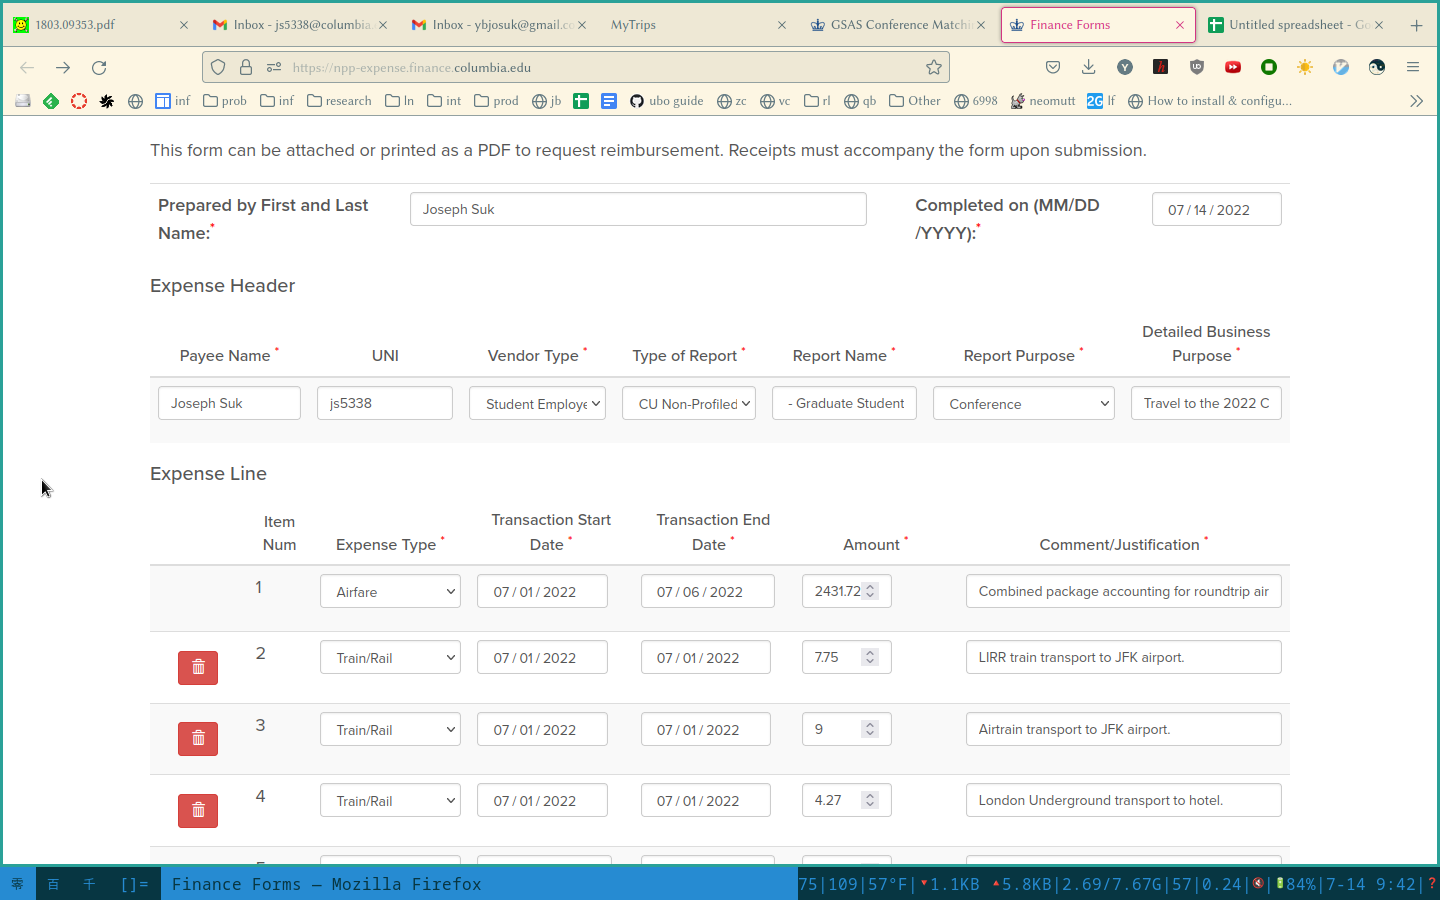 1803.09353.pdf
Inbox - js5338@columbia.
Inbox - ybjosuk@gmail.co
MyTrips
GSAS Conference Matchi
Finance Forms
Untitled spreadsheet - Go
https://npp-expense.finance.columbia.edu
inf prob inf research ln int prod jb ubo guide zc vc rl qb Other 6998 neomutt 2G lf How to install & configu...
This form can be attached or printed as a PDF to request reimbursement. Receipts must accompany the form upon submission.
Prepared by First and Last Name:* Joseph Suk
Completed on (MM/DD/YYYY):* 07 / 14 / 2022
Expense Header
Payee Name * UNI Vendor Type * Type of Report * Report Name * Report Purpose * Detailed Business Purpose *
Joseph Suk js5338 Student Employe CU Non-Profiled - Graduate Student Conference Travel to the 2022 C
Expense Line
Item Num Expense Type * Transaction Start Date * Transaction End Date * Amount * Comment/Justification *
1 Airfare 07 / 01 / 2022 07 / 06 / 2022 2431.72 Combined package accounting for roundtrip air
2 Train/Rail 07 / 01 / 2022 07 / 01 / 2022 7.75 LIRR train transport to JFK airport.
3 Train/Rail 07 / 01 / 2022 07 / 01 / 2022 9 Airtrain transport to JFK airport.
4 Train/Rail 07 / 01 / 2022 07 / 01 / 2022 4.27 London Underground transport to hotel.
零 百 千 []= Finance Forms — Mozilla Firefox 75|109|57°F|▼1.1KB ▲5.8KB|2.69/7.67G|57|0.24| | 84%|7-14 9:42|?